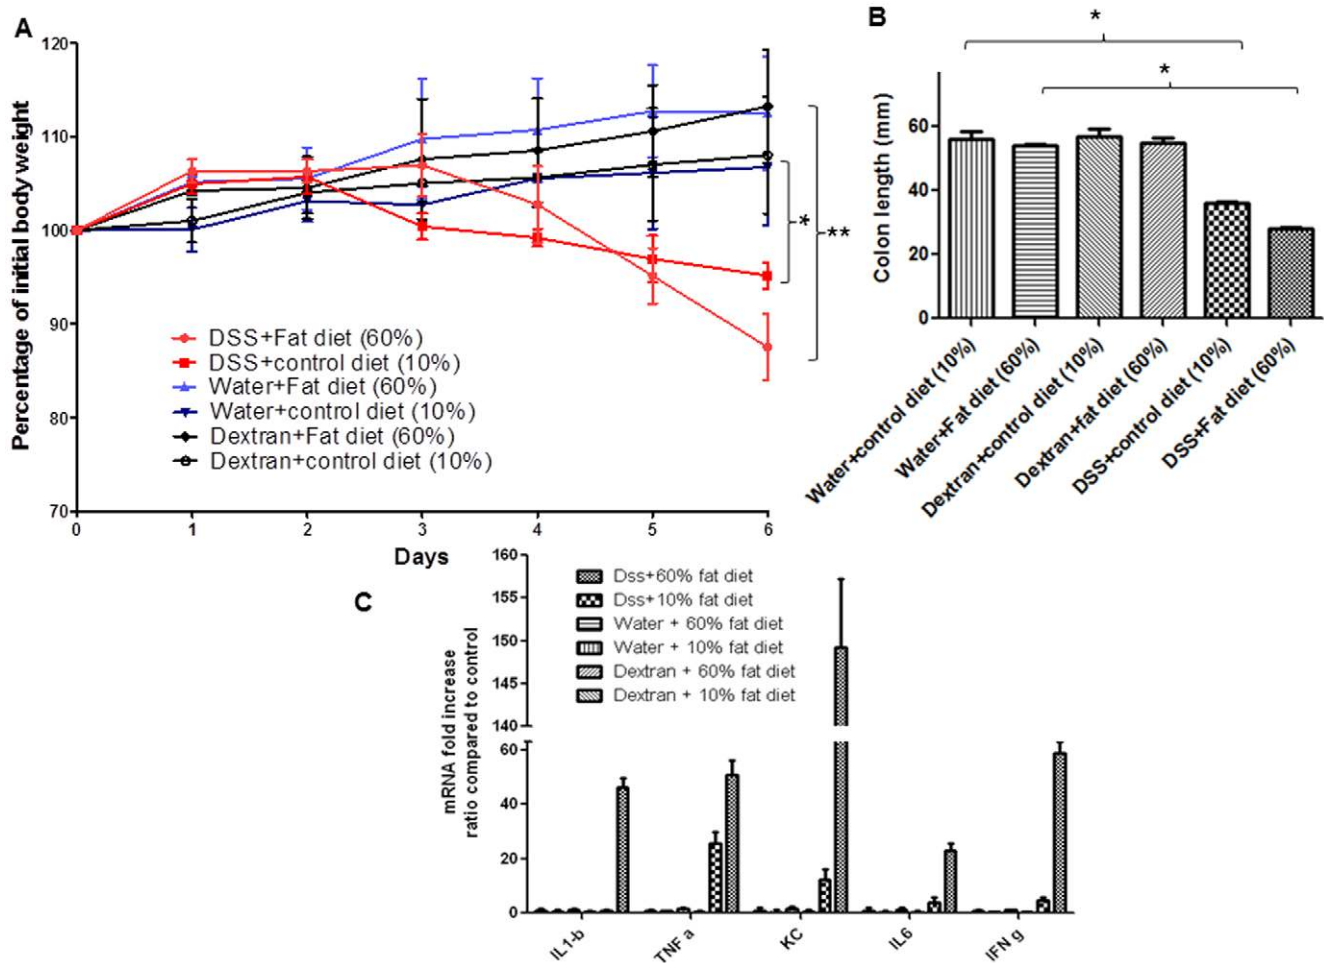 A
Percentage of initial body weight
120
110
100
90
80
70
0
1
2
3
4
5
6
Days
DSS+Fat diet (60%)
DSS+control diet (10%)
Water+Fat diet (60%)
Water+control diet (10%)
Dextran+Fat diet (60%)
Dextran+control diet (10%)
*
**
B
*
*
Colon length (mm)
60
40
20
0
Water+control diet (10%)
Water+Fat diet (60%)
Dextran+control diet (10%)
Dextran+fat diet (60%)
DSS+control diet (10%)
DSS+Fat diet (60%)
C
mRNA fold increase
ratio compared to control
160
155
150
145
140
60
40
20
0
Dss+60% fat diet
Dss+10% fat diet
Water + 60% fat diet
Water + 10% fat diet
Dextran + 60% fat diet
Dextran + 10% fat diet
IL1-b
TNF a
KC
IL6
IFN g